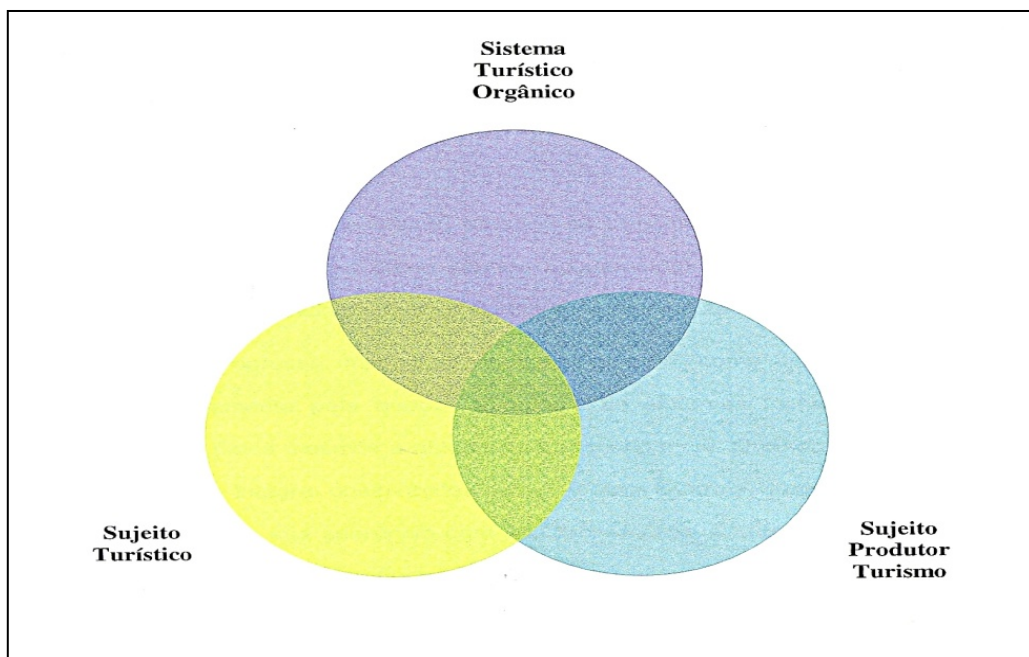 Sistema
Turístico
Orgânico
Sujeito
Turístico
Sujeito
Produtor
Turismo